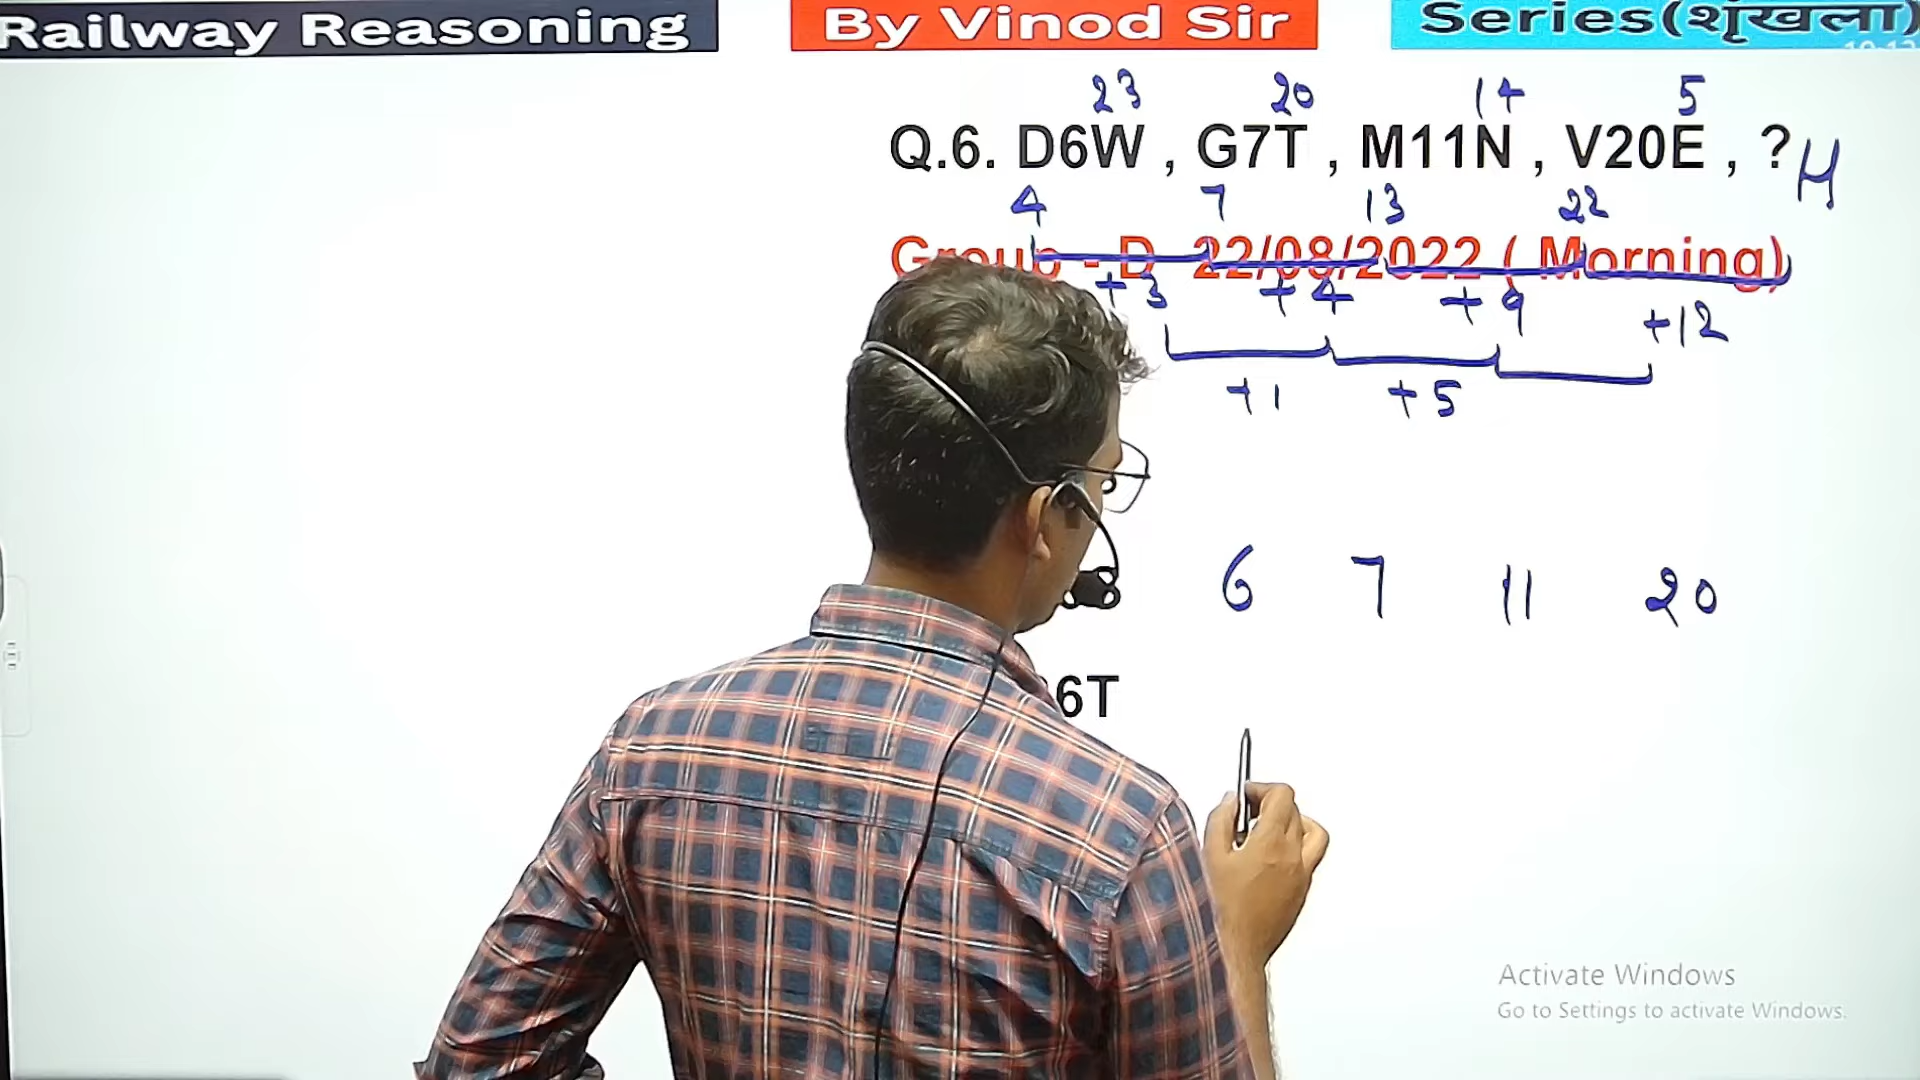 Railway Reasoning
By Vinod Sir
Series(शृंखला)
23 20 14 5
Q.6. D6W , G7T , M11N , V20E , ? H
4 7 13 22
Group - D 22/08/2022 ( Morning)
+3 +4 +9 +12
+1 +5
6 7 11 20
6T
Activate Windows
Go to Settings to activate Windows.